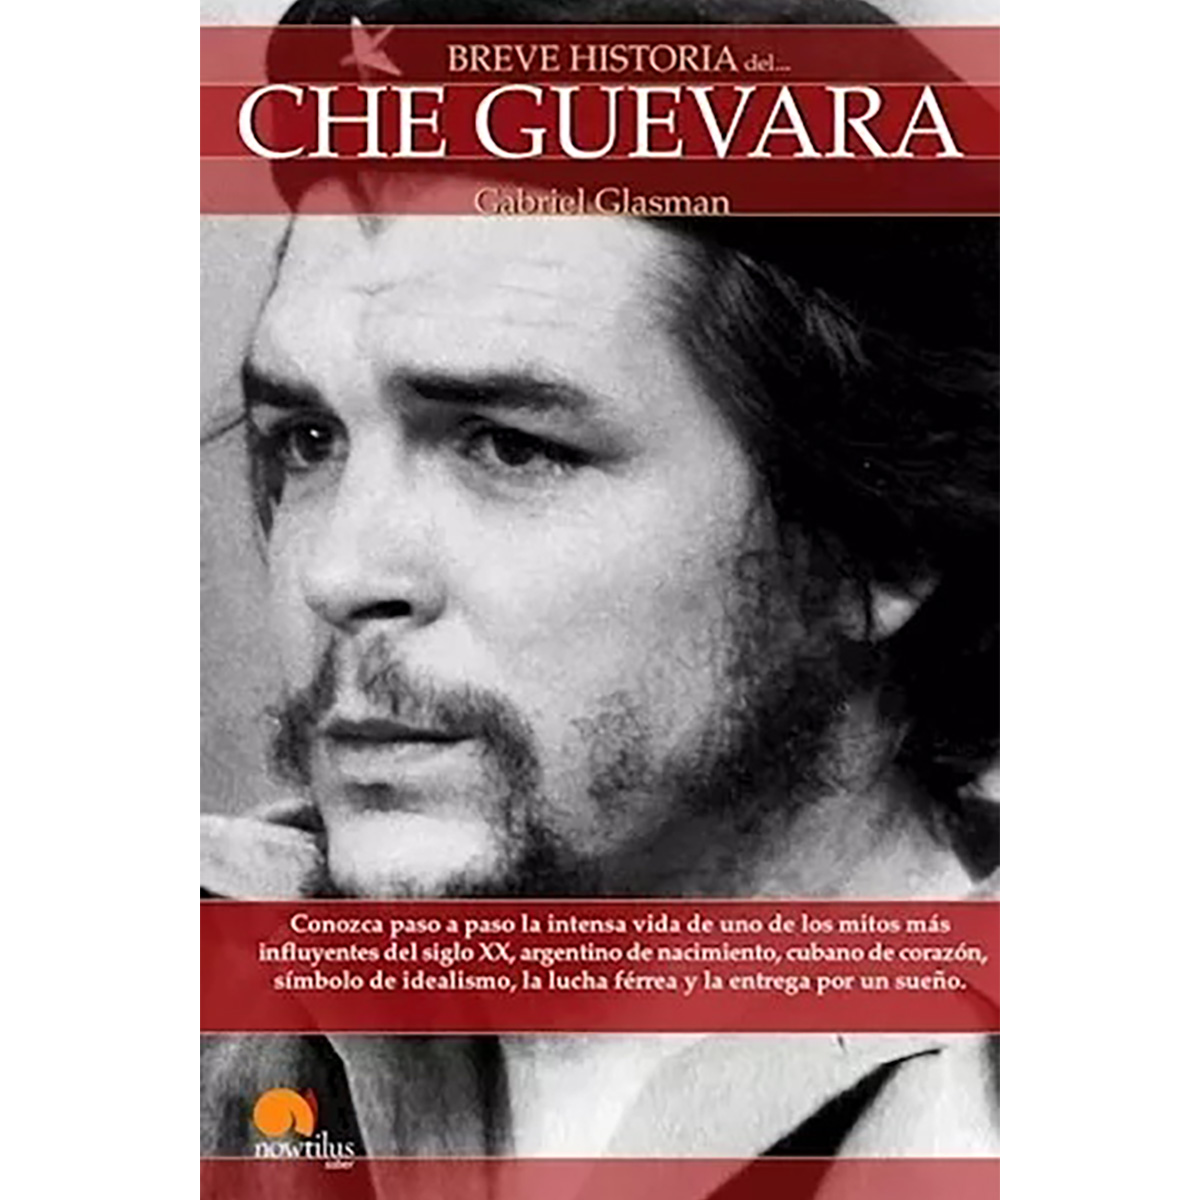 BREVE HISTORIA del...
CHE GUEVARA
Gabriel Glasman
Conozca paso a paso la intensa vida de uno de los mitos más
influyentes del siglo XX, argentino de nacimiento, cubano de corazón,
símbolo de idealismo, la lucha férrea y la entrega por un sueño.
nowtilus
saber